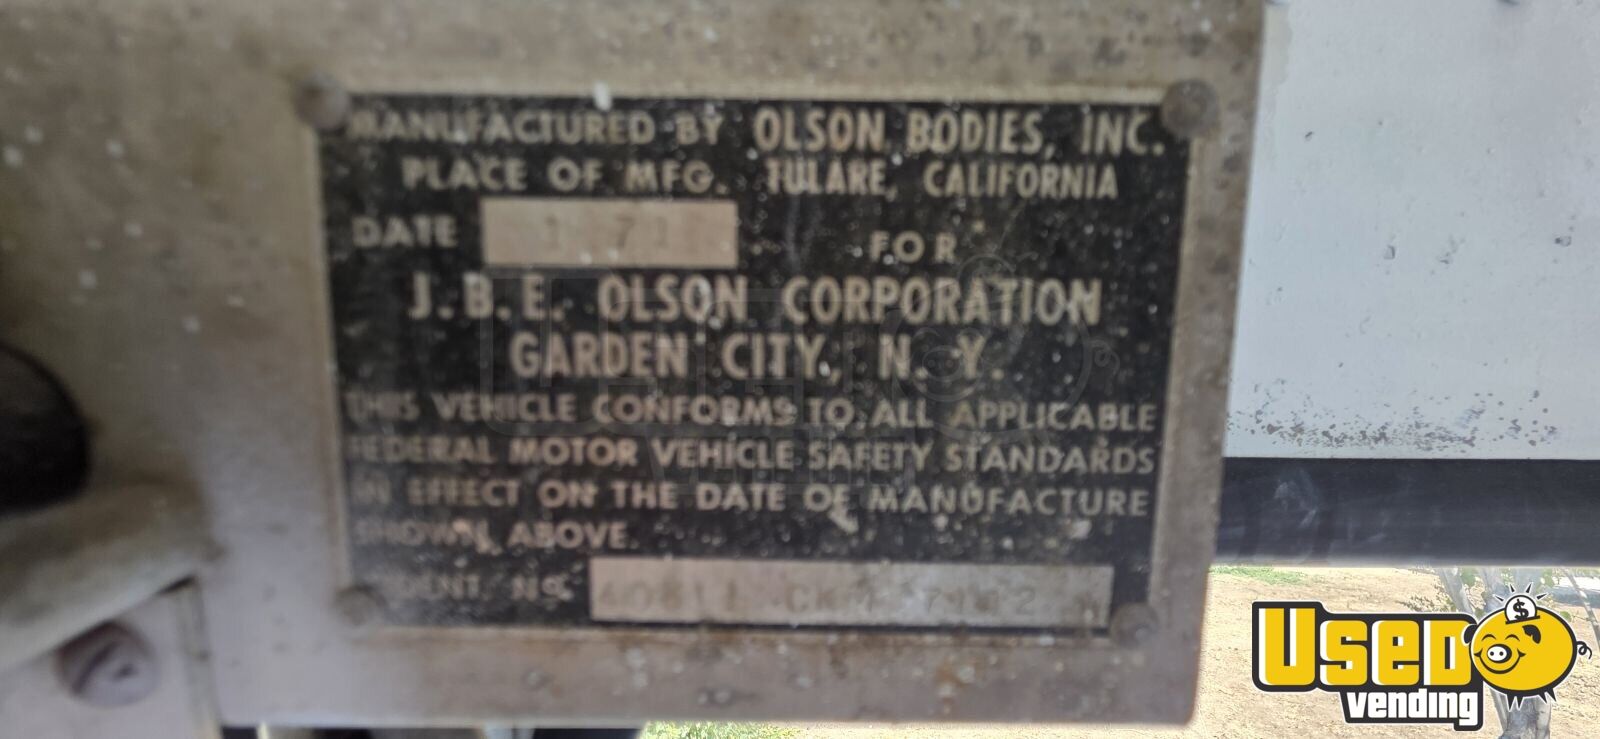 MANUFACTURED BY OLSON BODIES, INC.
PLACE OF MFG. TULARE, CALIFORNIA
DATE 1 71 FOR
J.B.E. OLSON CORPORATION
GARDEN CITY, N.Y.
THIS VEHICLE CONFORMS TO ALL APPLICABLE
FEDERAL MOTOR VEHICLE SAFETY STANDARDS
IN EFFECT ON THE DATE OF MANUFACTURE
SHOWN ABOVE.
IDENT. NO.
USED
vending